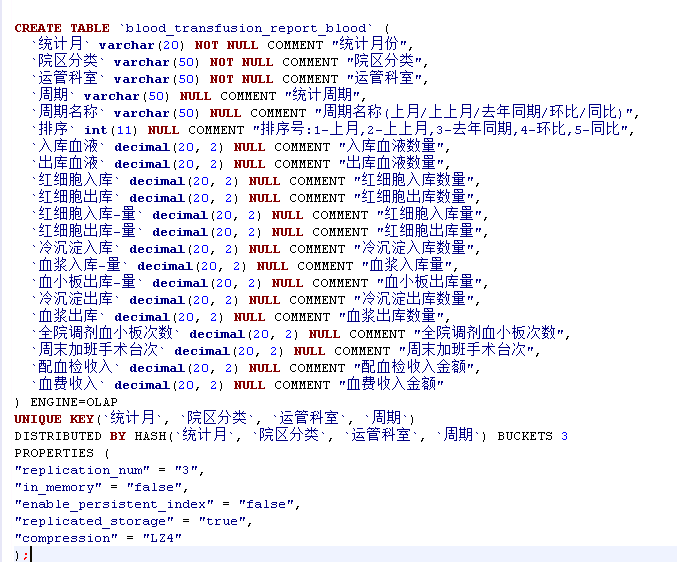 CREATE TABLE `blood_transfusion_report_blood` (
`统计月` varchar(20) NOT NULL COMMENT "统计月份",
`院区分类` varchar(50) NOT NULL COMMENT "院区分类",
`运管科室` varchar(50) NOT NULL COMMENT "运管科室",
`周期` varchar(50) NULL COMMENT "统计周期",
`周期名称` varchar(50) NULL COMMENT "周期名称(上月/上上月/去年同期/环比/同比)",
`排序` int(11) NULL COMMENT "排序号:1-上月,2-上上月,3-去年同期,4-环比,5-同比",
`入库血液` decimal(20, 2) NULL COMMENT "入库血液数量",
`出库血液` decimal(20, 2) NULL COMMENT "出库血液数量",
`红细胞入库` decimal(20, 2) NULL COMMENT "红细胞入库数量",
`红细胞出库` decimal(20, 2) NULL COMMENT "红细胞出库数量",
`红细胞入库-量` decimal(20, 2) NULL COMMENT "红细胞入库量",
`红细胞出库-量` decimal(20, 2) NULL COMMENT "红细胞出库量",
`冷沉淀入库` decimal(20, 2) NULL COMMENT "冷沉淀入库数量",
`血浆入库-量` decimal(20, 2) NULL COMMENT "血浆入库量",
`血小板出库-量` decimal(20, 2) NULL COMMENT "血小板出库量",
`冷沉淀出库` decimal(20, 2) NULL COMMENT "冷沉淀出库数量",
`血浆出库` decimal(20, 2) NULL COMMENT "血浆出库数量",
`全院调剂血小板次数` decimal(20, 2) NULL COMMENT "全院调剂血小板次数",
`周末加班手术台次` decimal(20, 2) NULL COMMENT "周末加班手术台次",
`配血检收入` decimal(20, 2) NULL COMMENT "配血检收入金额",
`血费收入` decimal(20, 2) NULL COMMENT "血费收入金额"
) ENGINE=OLAP
UNIQUE KEY(`统计月`, `院区分类`, `运管科室`, `周期`)
DISTRIBUTED BY HASH(`统计月`, `院区分类`, `运管科室`, `周期`) BUCKETS 3
PROPERTIES (
"replication_num" = "3",
"in_memory" = "false",
"enable_persistent_index" = "false",
"replicated_storage" = "true",
"compression" = "LZ4"
);